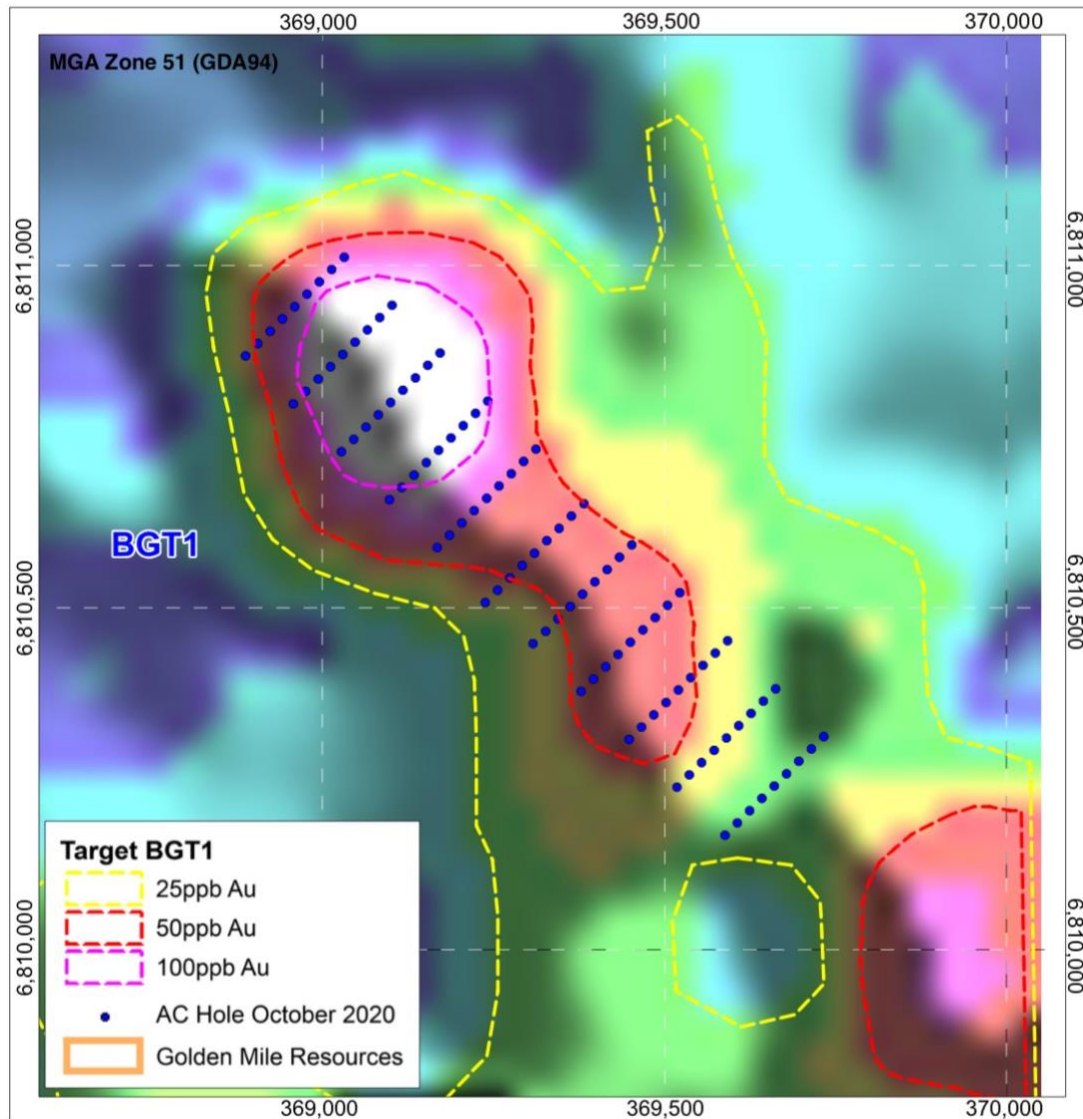 369,000
369,500
370,000
MGA Zone 51 (GDA94)
6,811,000
6,811,000
BGT1
6,810,500
6,810,500
Target BGT1
25ppb Au
50ppb Au
100ppb Au
AC Hole October 2020
Golden Mile Resources
6,810,000
6,810,000
369,000
369,500
370,000